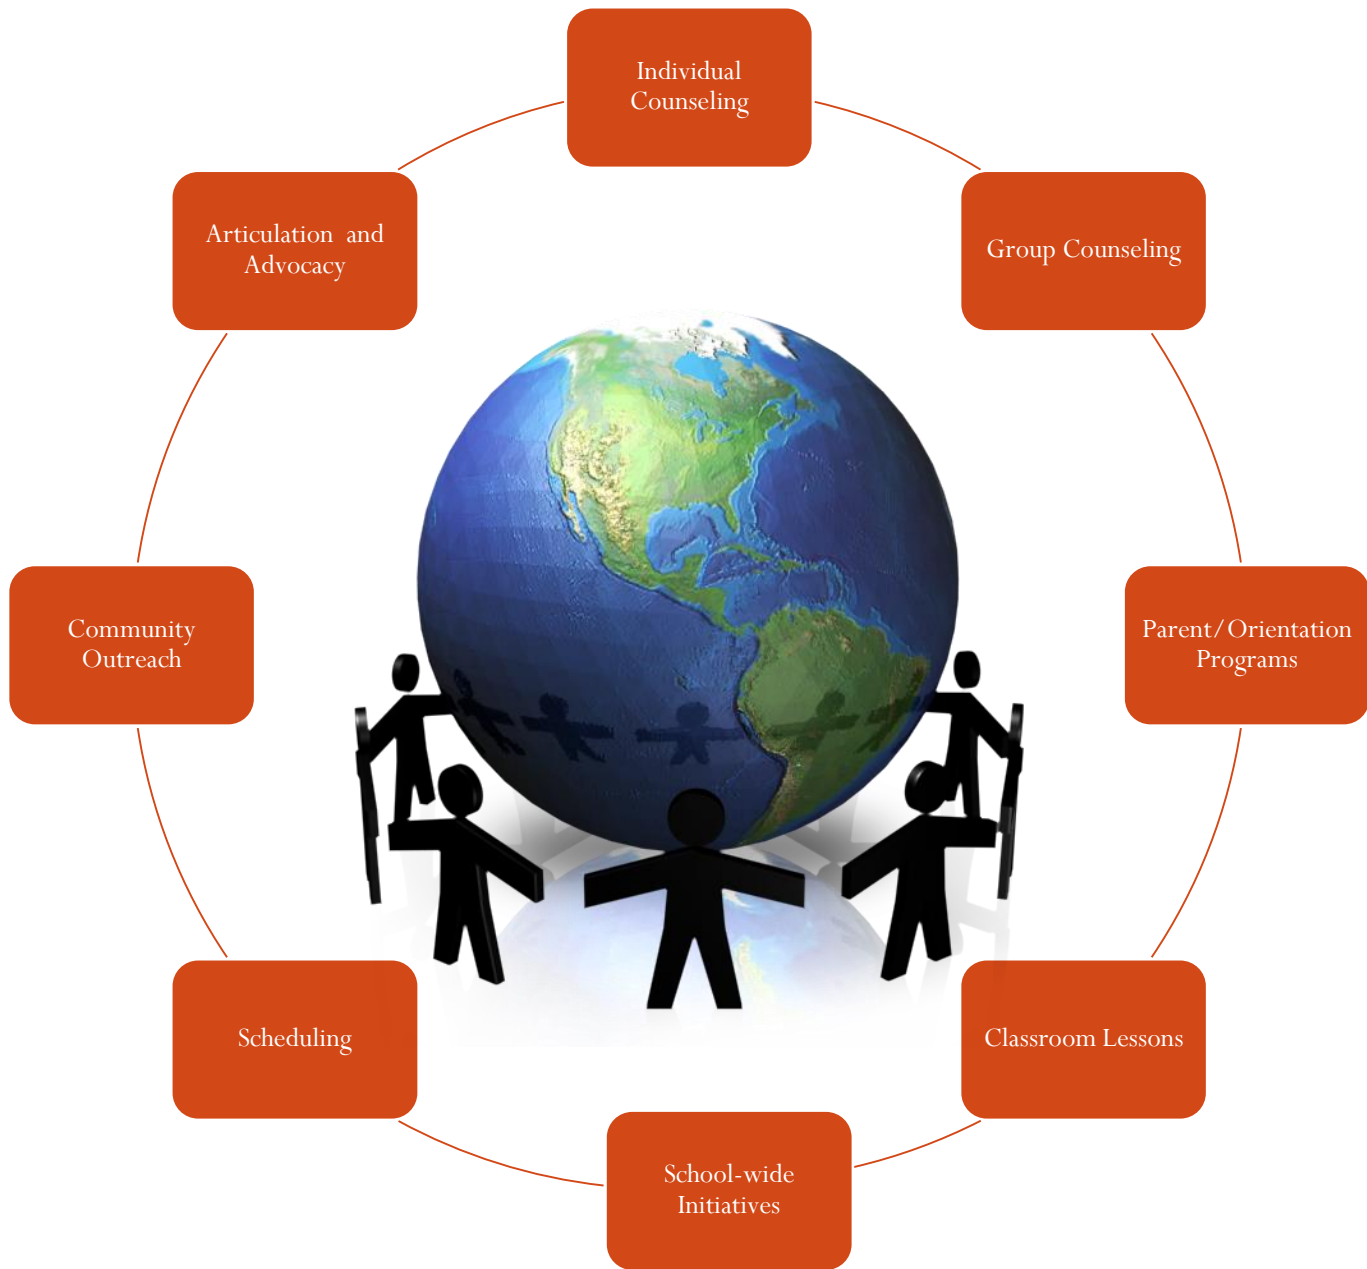 Individual
Counseling
Group Counseling
Parent/Orientation
Programs
Classroom Lessons
School-wide
Initiatives
Scheduling
Community
Outreach
Articulation and
Advocacy